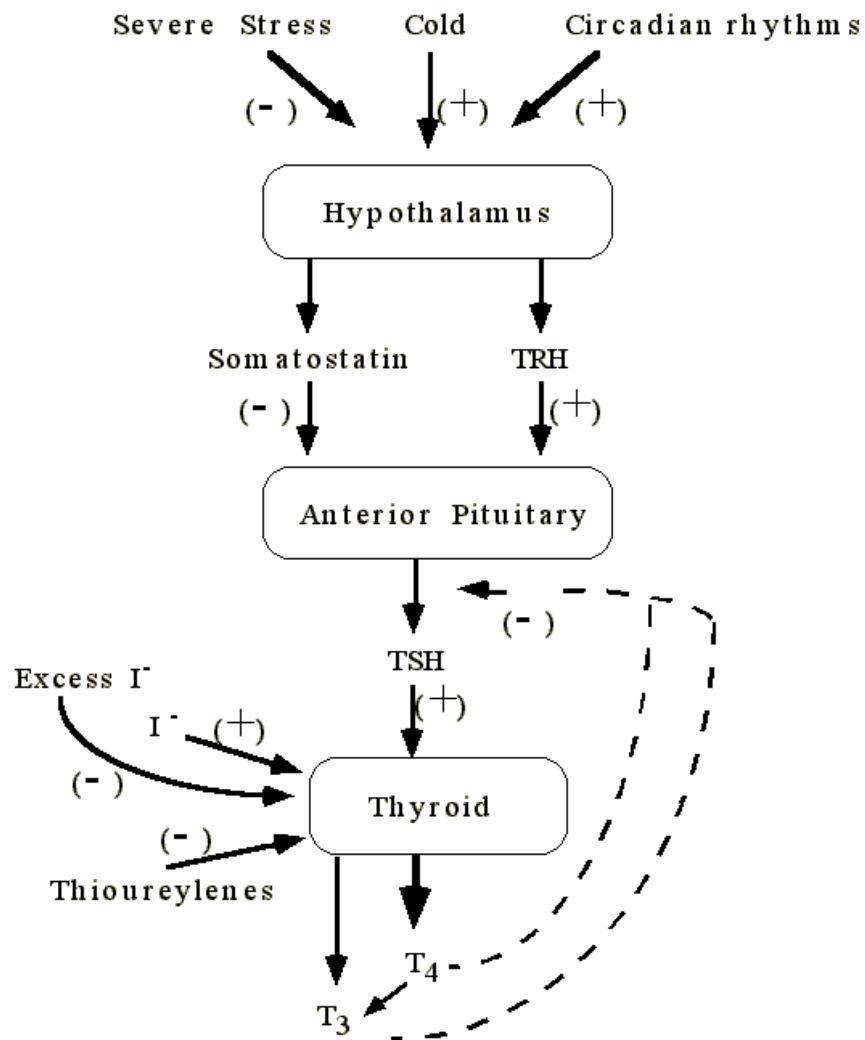 Severe Stress Cold Circadian rhythms
(-) (+) (+)
Hypothalamus
Somatostatin TRH
(-) (+)
Anterior Pituitary
(-)
TSH
Excess I⁻
I⁻ (+) (+)
(-)
Thyroid
(-)
Thioureylenes
T₄
T₃